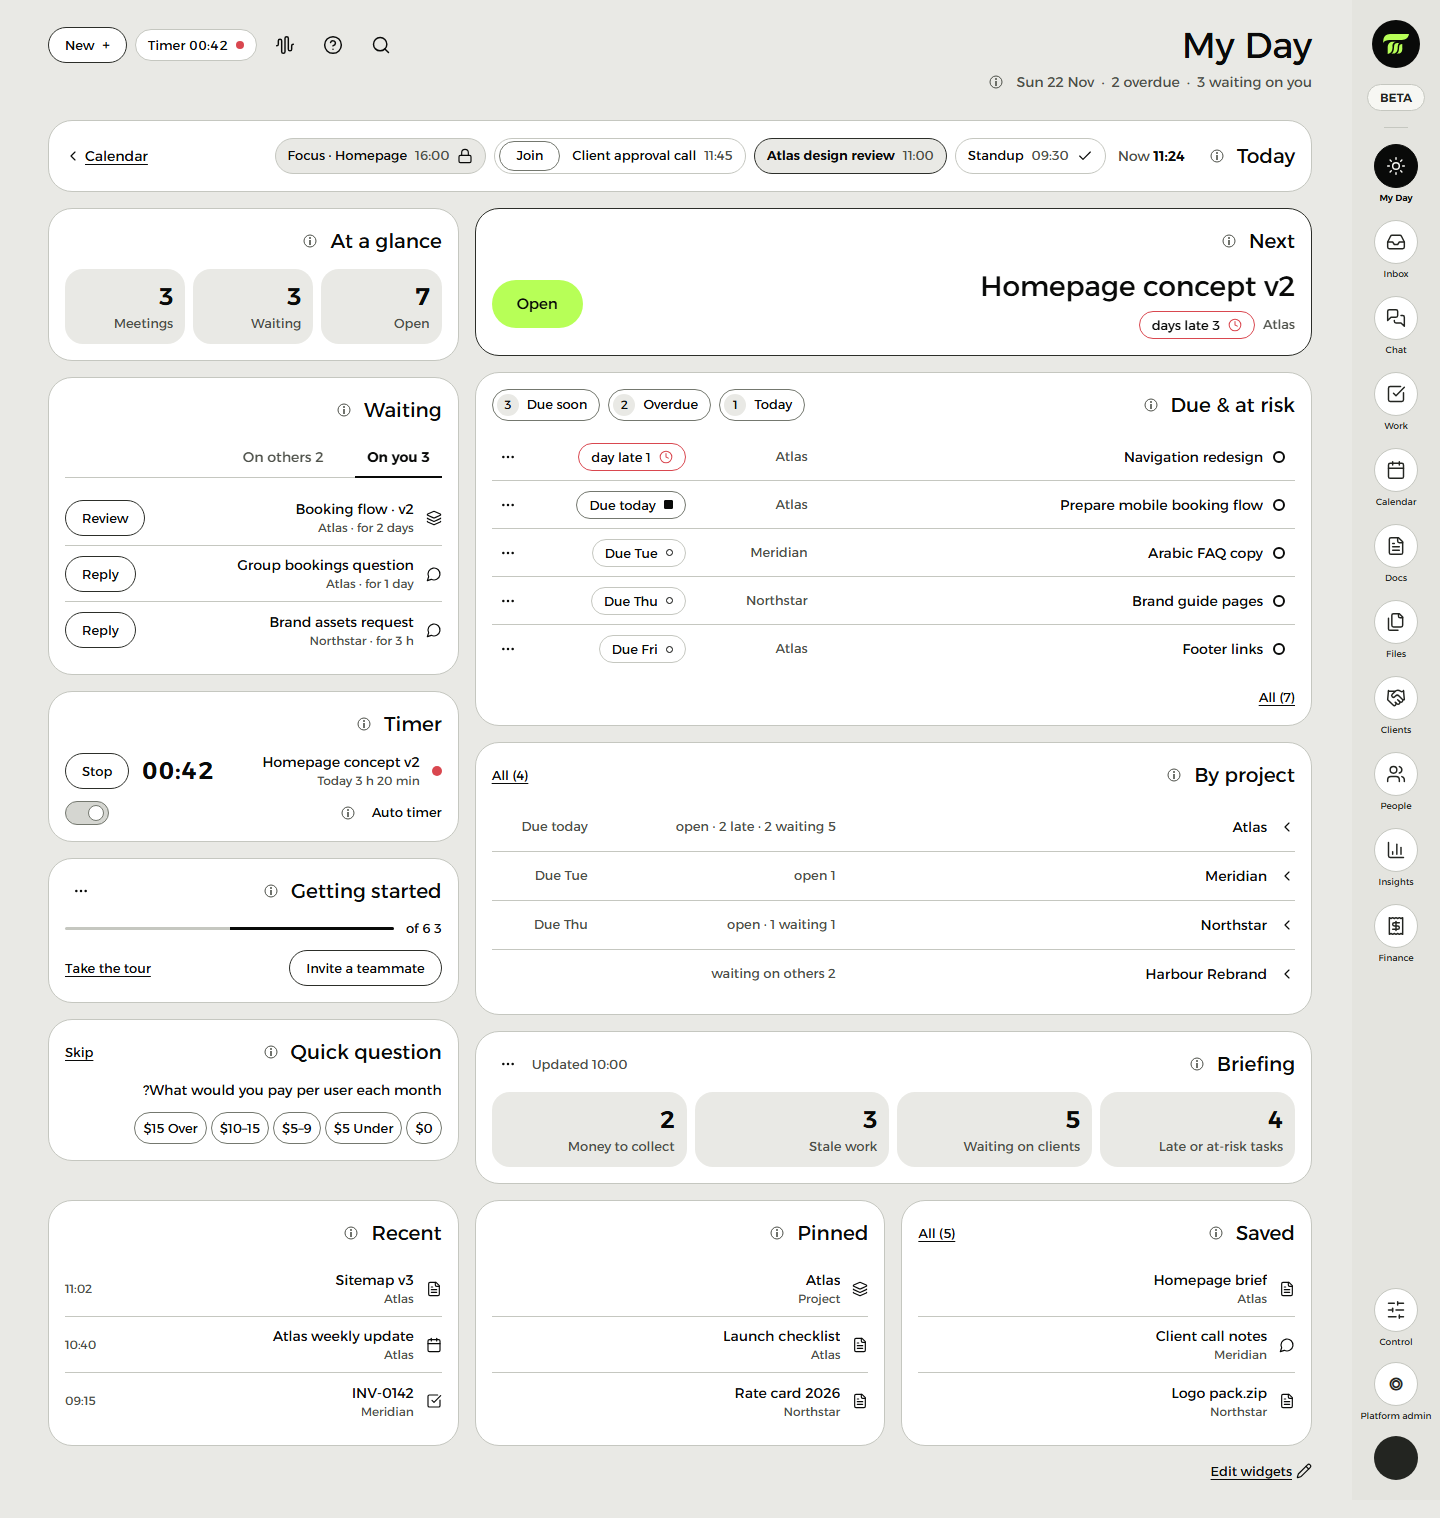 My Day
Sun 22 Nov · 2 overdue · 3 waiting on you
Timer 00:42
New +
BETA
My Day
Inbox
Chat
Work
Calendar
Docs
Files
Clients
People
Insights
Finance
Control
Platform admin
Today
Now 11:24
Standup 09:30
Atlas design review 11:00
Client approval call 11:45
Join
Focus · Homepage 16:00
Calendar
Next
Homepage concept v2
Atlas
days late 3
Open
At a glance
7
Open
3
Waiting
3
Meetings
Due & at risk
1 Today
2 Overdue
3 Due soon
Navigation redesign
Atlas
day late 1
Prepare mobile booking flow
Atlas
Due today
Arabic FAQ copy
Meridian
Due Tue
Brand guide pages
Northstar
Due Thu
Footer links
Atlas
Due Fri
All (7)
Waiting
On you 3
On others 2
Booking flow · v2
Atlas · for 2 days
Review
Group bookings question
Atlas · for 1 day
Reply
Brand assets request
Northstar · for 3 h
Reply
Timer
Homepage concept v2
Today 3 h 20 min
00:42
Stop
Auto timer
By project
All (4)
Atlas
open · 2 late · 2 waiting 5
Due today
Meridian
open 1
Due Tue
Northstar
open · 1 waiting 1
Due Thu
Harbour Rebrand
waiting on others 2
Getting started
of 6 3
Invite a teammate
Take the tour
Quick question
Skip
?What would you pay per user each month
$0
$5 Under
$5–9
$10–15
$15 Over
Briefing
Updated 10:00
4
Late or at-risk tasks
5
Waiting on clients
3
Stale work
2
Money to collect
Saved
All (5)
Homepage brief
Atlas
Client call notes
Meridian
Logo pack.zip
Northstar
Pinned
Atlas
Project
Launch checklist
Atlas
Rate card 2026
Northstar
Recent
Sitemap v3
Atlas
11:02
Atlas weekly update
Atlas
10:40
INV-0142
Meridian
09:15
Edit widgets